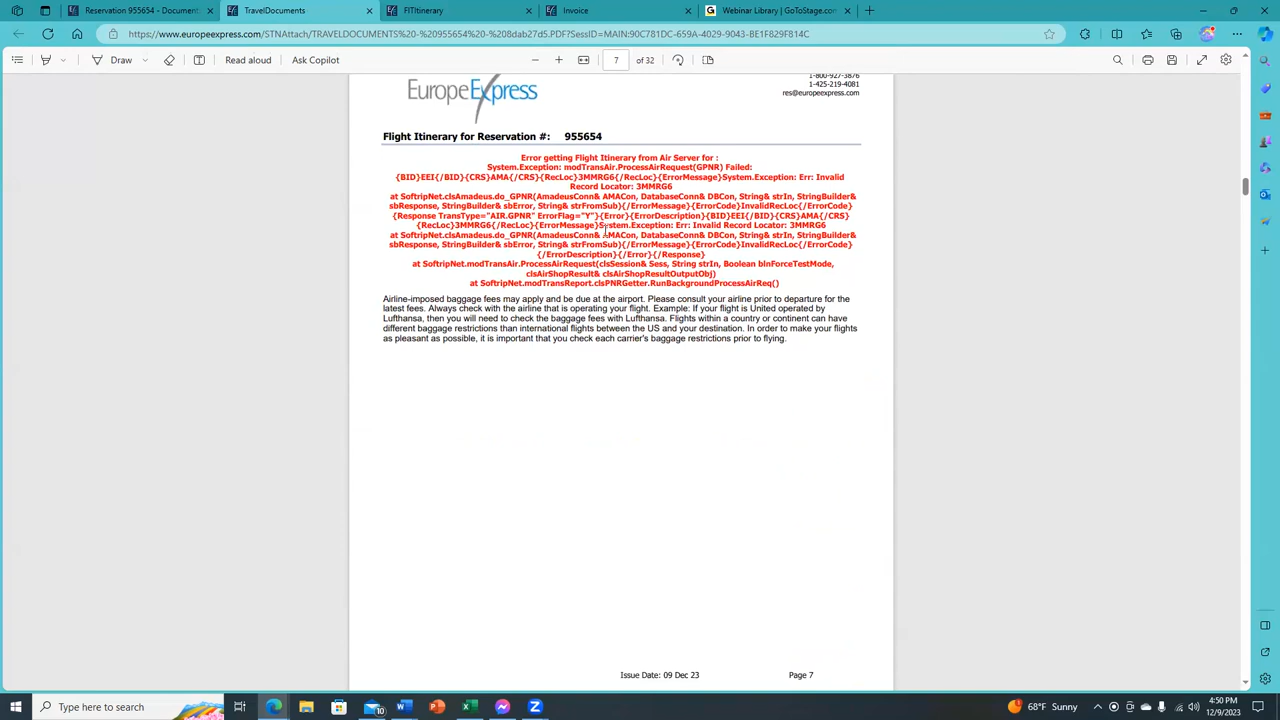 Reservation 955654 - Document
TravelDocuments
FITItinerary
Invoice
Webinar Library | GoToStage.com
https://www.europeexpress.com/STNAttach/TRAVELDOCUMENTS%20-%20955654%20-%208dab27d5.PDF?SessID=MAIN:90C781DC-659A-4029-9043-BE1F829F814C
Draw
Read aloud
Ask Copilot
7 of 32
1-800-927-3876
1-425-219-4081
res@europeexpress.com
EuropeExpress
Flight Itinerary for Reservation #: 955654
Error getting Flight Itinerary from Air Server for :
System.Exception: modTransAir.ProcessAirRequest(GPNR) Failed:
{BID}EEI{/BID}{CRS}AMA{/CRS}{RecLoc}3MMRG6{/RecLoc}{ErrorMessage}System.Exception: Err: Invalid
Record Locator: 3MMRG6
at SoftripNet.clsAmadeus.do_GPNR(AmadeusConn& AMACon, DatabaseConn& DBCon, String& strIn, StringBuilder&
sbResponse, StringBuilder& sbError, String& strFromSub){/ErrorMessage}{ErrorCode}InvalidRecLoc{/ErrorCode}
{Response TransType="AIR.GPNR" ErrorFlag="Y"}{Error}{ErrorDescription}{BID}EEI{/BID}{CRS}AMA{/CRS}
{RecLoc}3MMRG6{/RecLoc}{ErrorMessage}System.Exception: Err: Invalid Record Locator: 3MMRG6
at SoftripNet.clsAmadeus.do_GPNR(AmadeusConn& AMACon, DatabaseConn& DBCon, String& strIn, StringBuilder&
sbResponse, StringBuilder& sbError, String& strFromSub){/ErrorMessage}{ErrorCode}InvalidRecLoc{/ErrorCode}
{/ErrorDescription}{/Error}{/Response}
at SoftripNet.modTransAir.ProcessAirRequest(clsSession& Sess, String strIn, Boolean blnForceTestMode,
clsAirShopResult& clsAirShopResultOutputObj)
at SoftripNet.modTransReport.clsPNRGetter.RunBackgroundProcessAirReq()
Airline-imposed baggage fees may apply and be due at the airport. Please consult your airline prior to departure for the
latest fees. Always check with the airline that is operating your flight. Example: If your flight is United operated by
Lufthansa, then you will need to check the baggage fees with Lufthansa. Flights within a country or continent can have
different baggage restrictions than international flights between the US and your destination. In order to make your flights
as pleasant as possible, it is important that you check each carrier's baggage restrictions prior to flying.
Issue Date: 09 Dec 23 Page 7
Type here to search
10
68°F Sunny
4:50 PM
12/9/2023